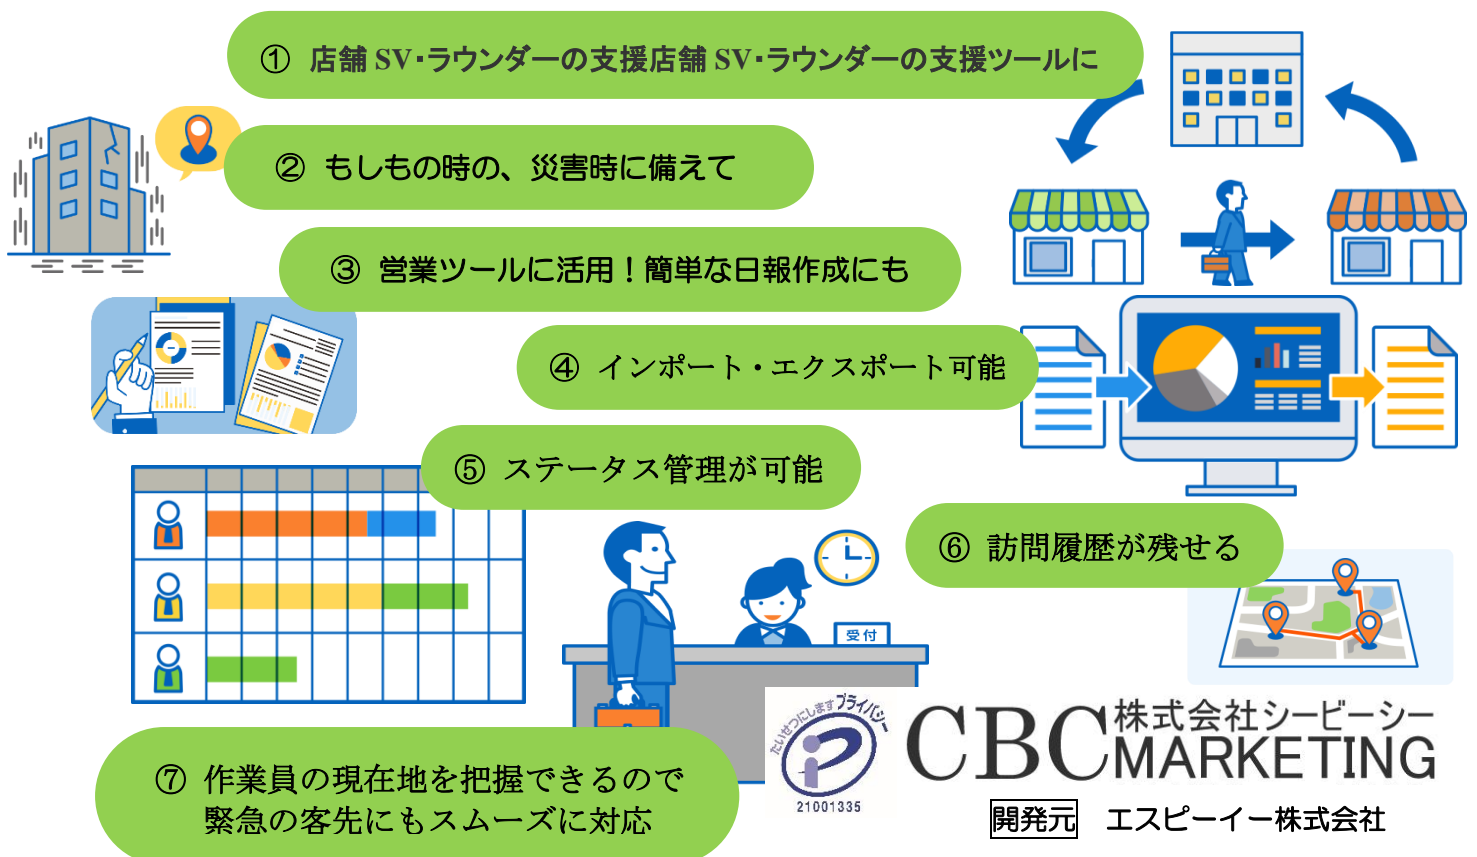 ① 店舗 SV・ラウンダーの支援店舗 SV・ラウンダーの支援ツールに
② もしもの時の、災害時に備えて
③ 営業ツールに活用！簡単な日報作成にも
④ インポート・エクスポート可能
⑤ ステータス管理が可能
⑥ 訪問履歴が残せる
受付
⑦ 作業員の現在地を把握できるので
緊急の客先にもスムーズに対応
たいせつにしますプライバシー
21001335
CBC
株式会社シービーシー
MARKETING
開発元 エスピーイー株式会社